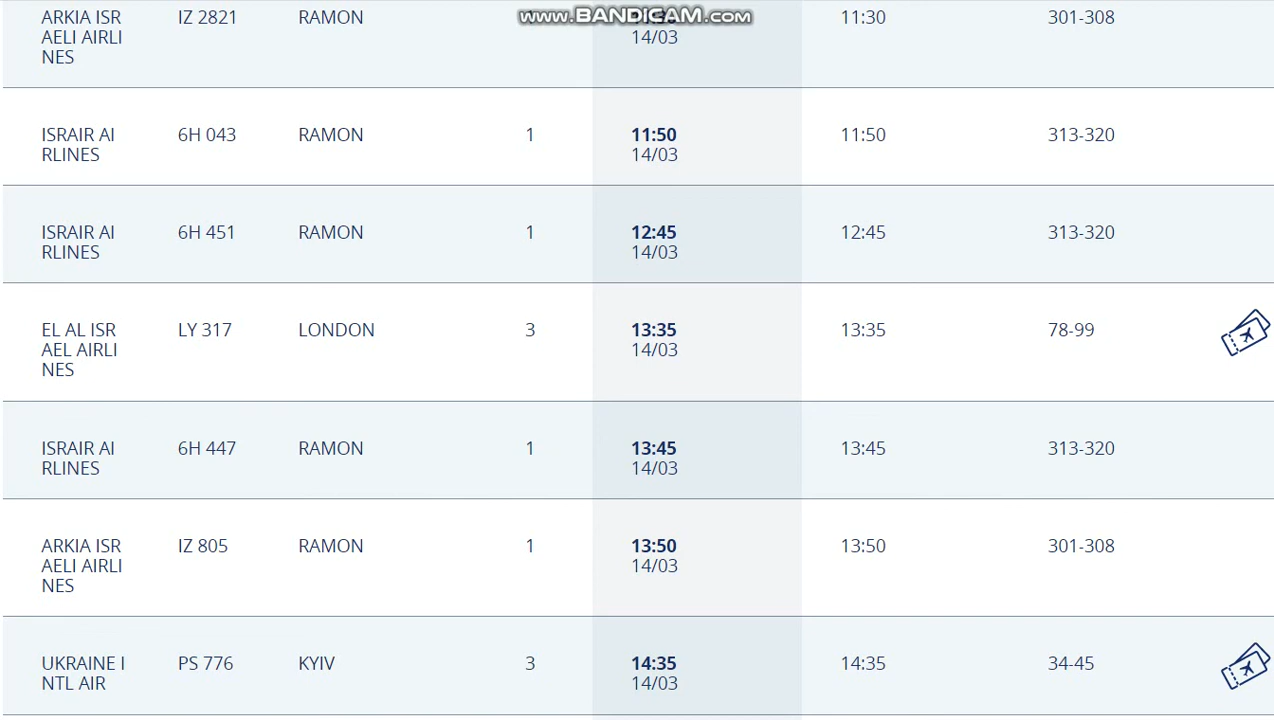 www.BANDICAM.com
ARKIA ISR IZ 2821 RAMON 11:30 301-308
AELI AIRLI 14/03
NES
ISRAIR AI 6H 043 RAMON 1 11:50 11:50 313-320
RLINES 14/03
ISRAIR AI 6H 451 RAMON 1 12:45 12:45 313-320
RLINES 14/03
EL AL ISR LY 317 LONDON 3 13:35 13:35 78-99
AEL AIRLI 14/03
NES
ISRAIR AI 6H 447 RAMON 1 13:45 13:45 313-320
RLINES 14/03
ARKIA ISR IZ 805 RAMON 1 13:50 13:50 301-308
AELI AIRLI 14/03
NES
UKRAINE I PS 776 KYIV 3 14:35 14:35 34-45
NTL AIR 14/03